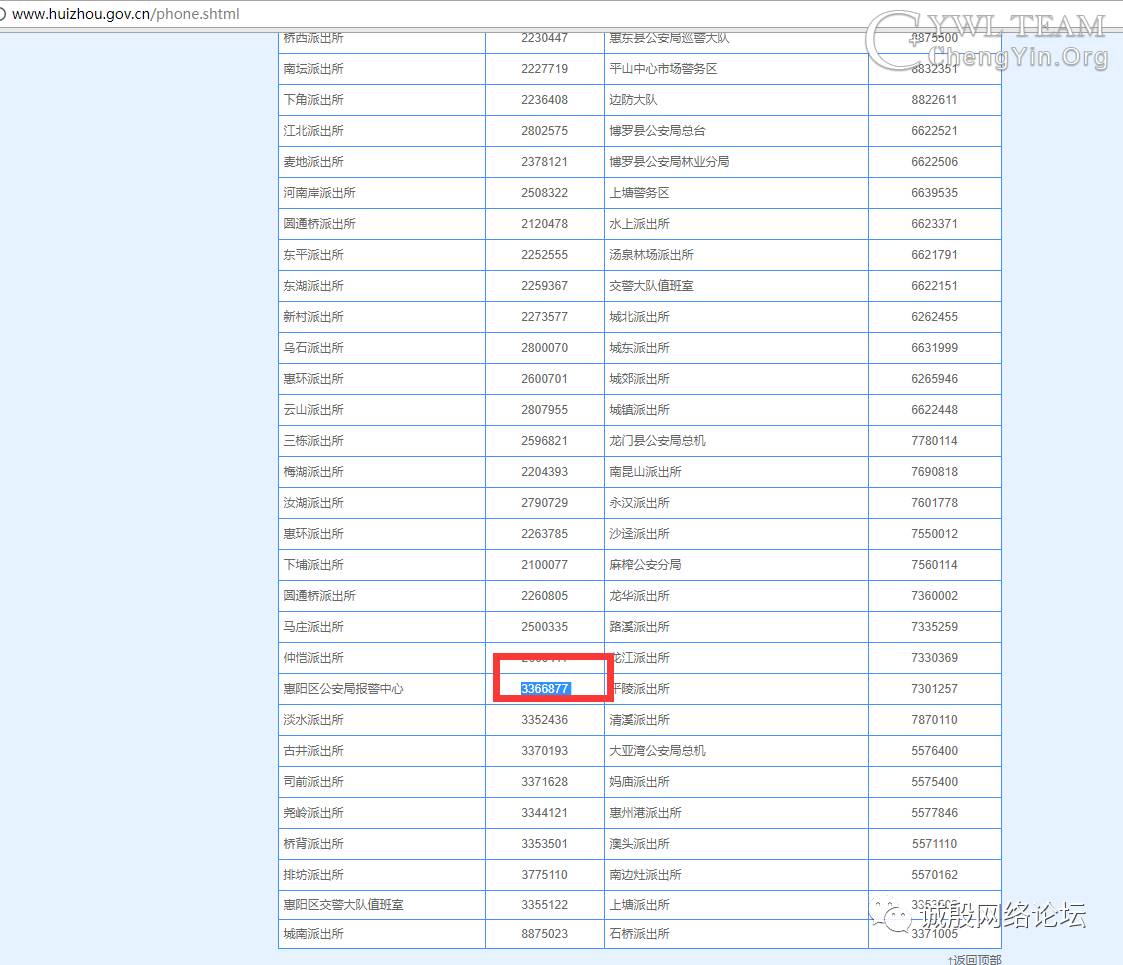 www.huizhou.gov.cn/phone.shtml
YWL TEAM
ChengYin.Org
桥西派出所 2230447 惠东县公安局巡警大队 8875500
南坛派出所 2227719 平山中心市场警务区 8832351
下角派出所 2236408 边防大队 8822611
江北派出所 2802575 博罗县公安局总台 6622521
麦地派出所 2378121 博罗县公安局林业分局 6622506
河南岸派出所 2508322 上塘警务区 6639535
圆通桥派出所 2120478 水上派出所 6623371
东平派出所 2252555 汤泉林场派出所 6621791
东湖派出所 2259367 交警大队值班室 6622151
新村派出所 2273577 城北派出所 6262455
乌石派出所 2800070 城东派出所 6631999
惠环派出所 2600701 城郊派出所 6265946
云山派出所 2807955 城镇派出所 6622448
三栋派出所 2596821 龙门县公安局总机 7780114
梅湖派出所 2204393 南昆山派出所 7690818
汝湖派出所 2790729 永汉派出所 7601778
惠环派出所 2263785 沙迳派出所 7550012
下埔派出所 2100077 麻榨公安分局 7560114
圆通桥派出所 2260805 龙华派出所 7360002
马庄派出所 2500335 路溪派出所 7335259
仲恺派出所 龙江派出所 7330369
惠阳区公安局报警中心 3366877 平陵派出所 7301257
淡水派出所 3352436 清溪派出所 7870110
古井派出所 3370193 大亚湾公安局总机 5576400
司前派出所 3371628 妈庙派出所 5575400
尧岭派出所 3344121 惠州港派出所 5577846
桥背派出所 3353501 澳头派出所 5571110
排坊派出所 3775110 南边灶派出所 5570162
惠阳区交警大队值班室 3355122 上塘派出所
城南派出所 8875023 石桥派出所 3371005
诚殷网络论坛
↑返回顶部